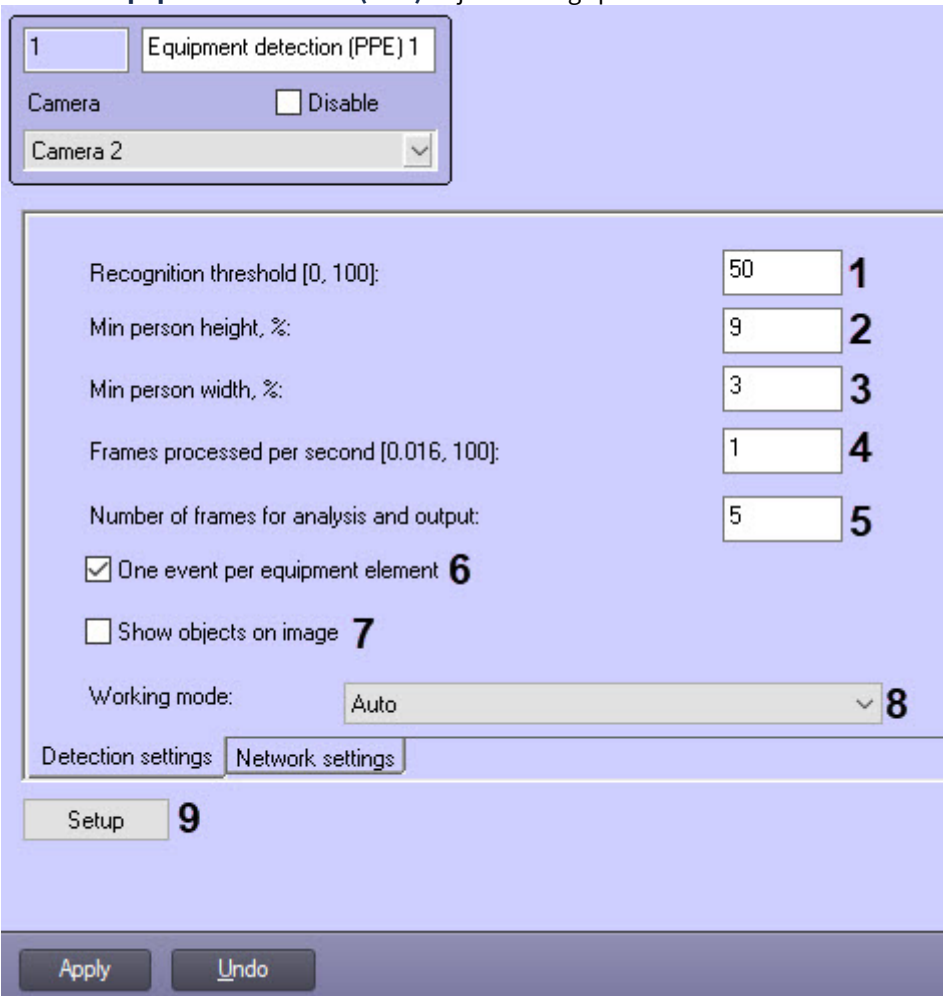 1 Equipment detection (PPE) 1
Camera Disable
Camera 2
Recognition threshold [0, 100]: 50 1
Min person height, %: 9 2
Min person width, %: 3 3
Frames processed per second [0.016, 100]: 1 4
Number of frames for analysis and output: 5 5
One event per equipment element 6
Show objects on image 7
Working mode: Auto 8
Detection settings Network settings
Setup 9
Apply Undo